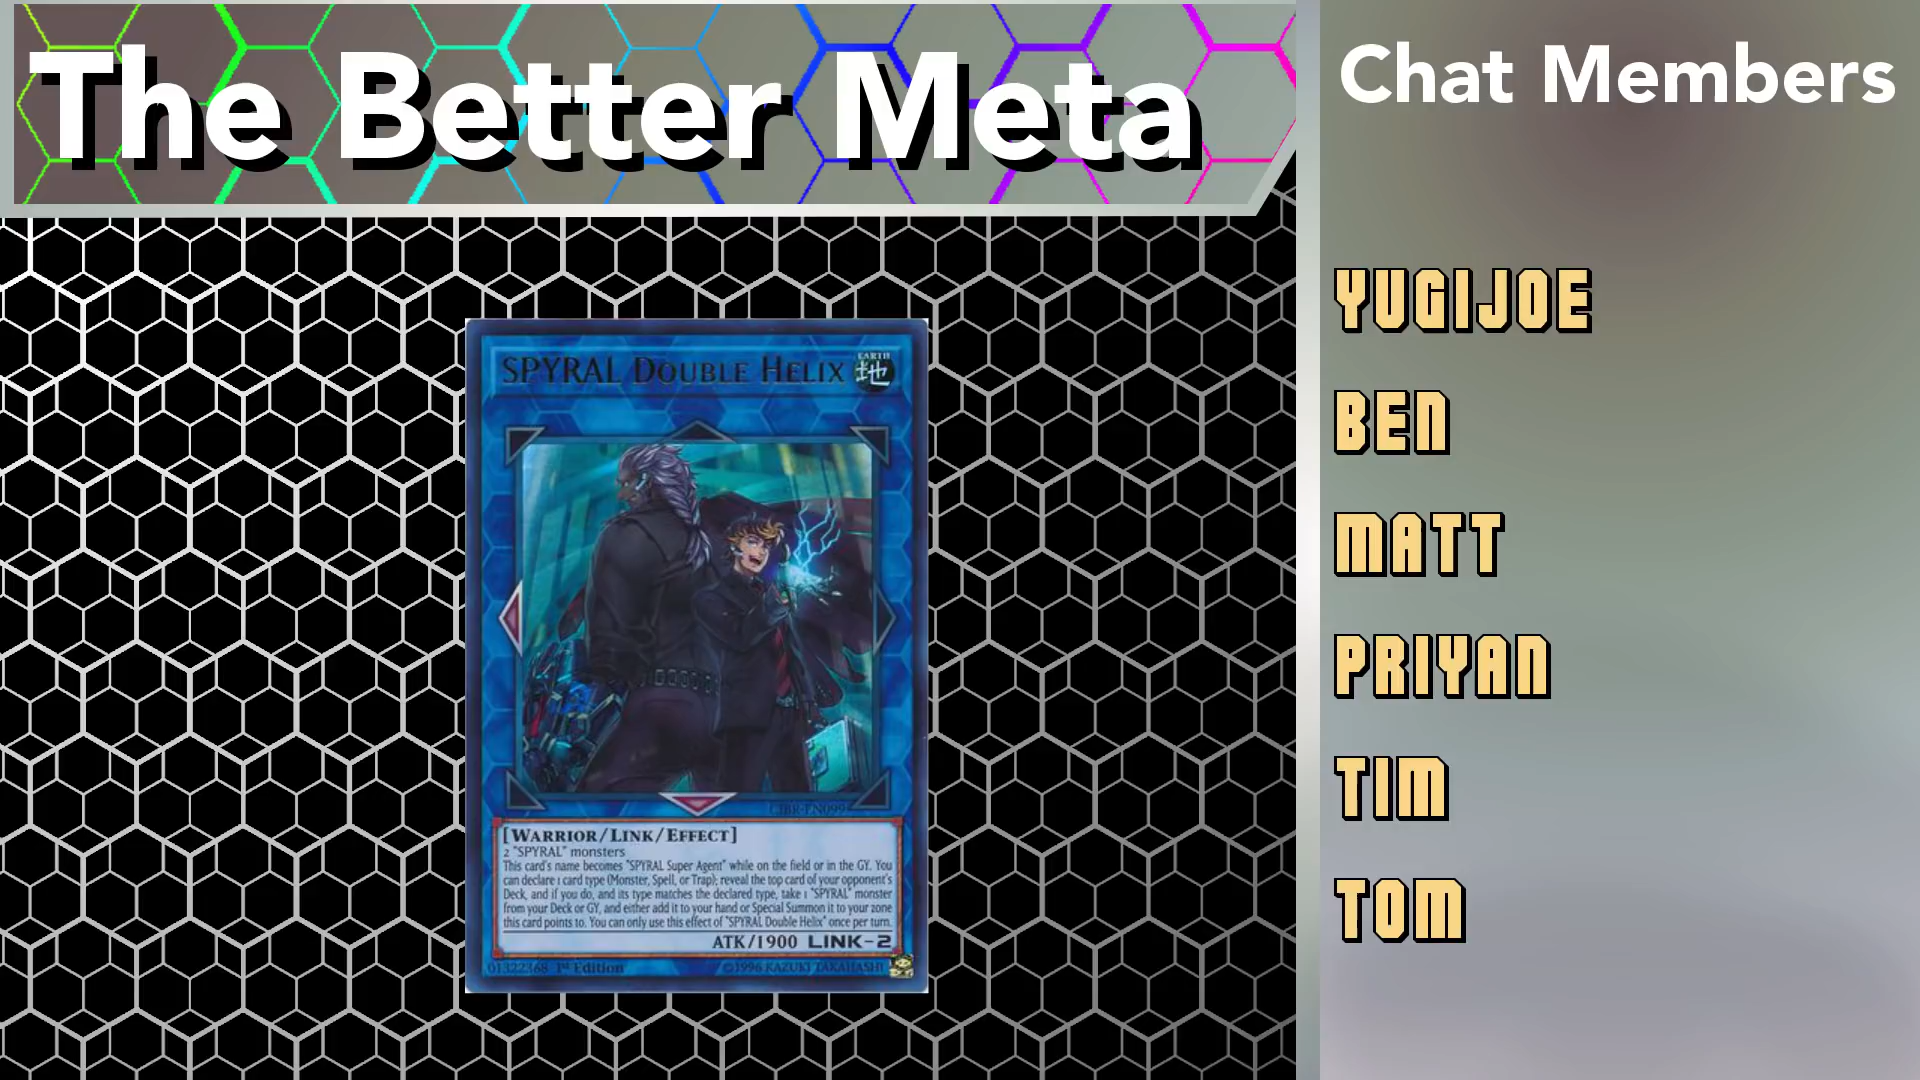 The Better Meta
Chat Members
YUGIJOE
BEN
MATT
PRIYAN
TIM
TOM
SPYRAL DOUBLE HELIX
EARTH
地
CIBR-EN099
[WARRIOR/LINK/EFFECT]
2 "SPYRAL" monsters
This card's name becomes "SPYRAL Super Agent" while on the field or in the GY. You
can declare 1 card type (Monster, Spell, or Trap); reveal the top card of your opponent's
Deck, and if you do, and its type matches the declared type, take 1 "SPYRAL" monster
from your Deck or GY, and either add it to your hand or Special Summon it to your zone
this card points to. You can only use this effect of "SPYRAL Double Helix" once per turn.
ATK/1900 LINK-2
01322368 1st Edition ©1996 KAZUKI TAKAHASHI